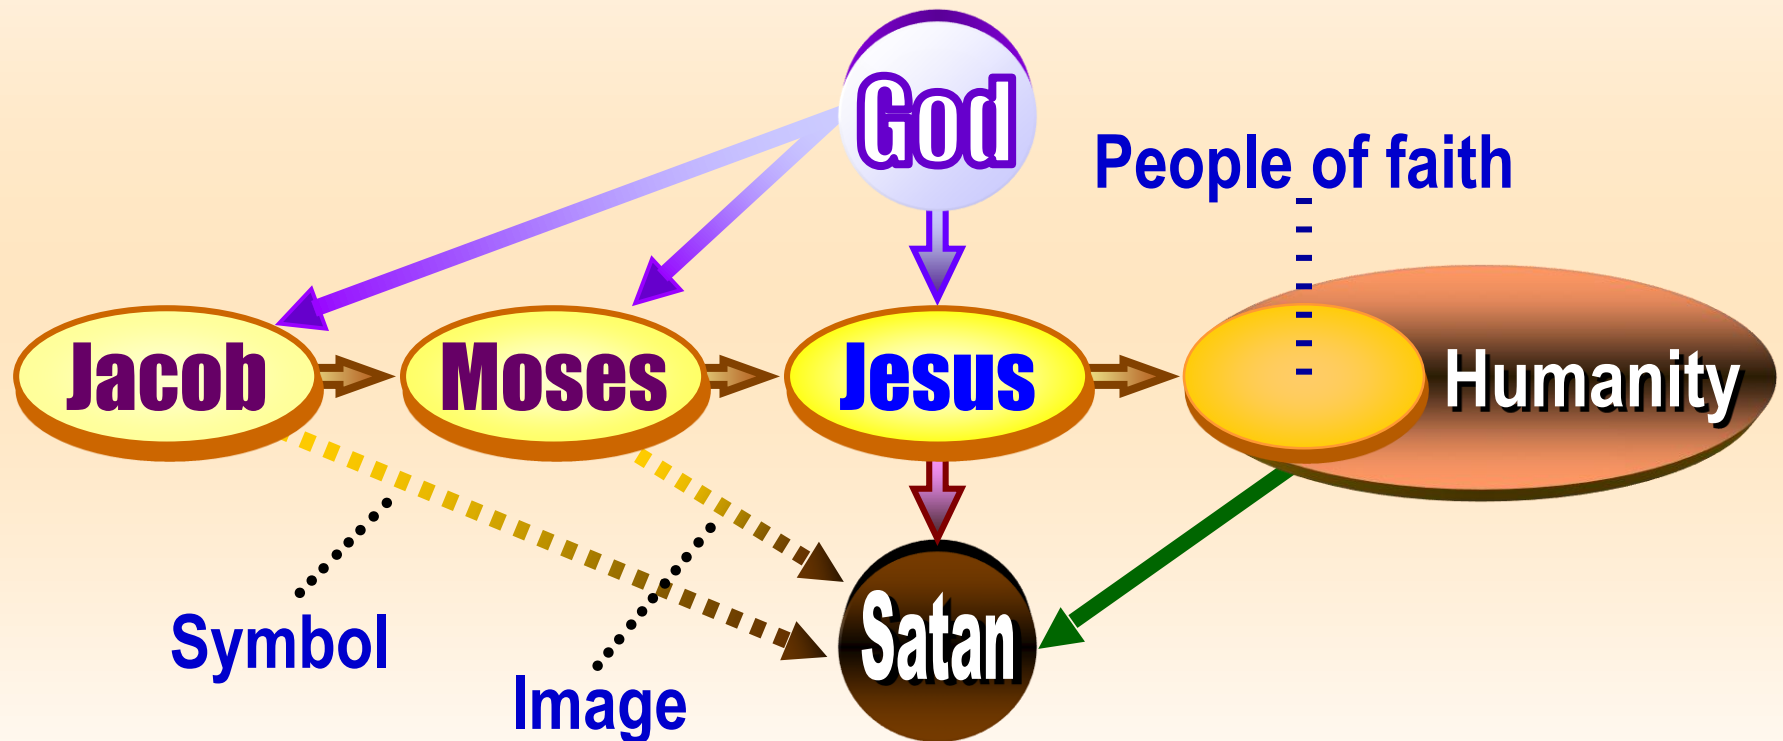 God
People of faith
Jacob
Moses
Jesus
Humanity
Symbol
Image
Satan